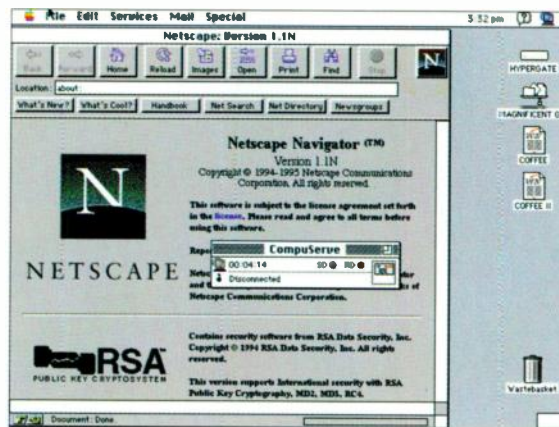 File Edit Services Mail Special
3:32 pm
Netscape: Version 1.1N
Back Forward Home Reload Images Open Print Find Stop
Location: about:
What's New? What's Cool? Handbook Net Search Net Directory Newsgroups
N
NETSCAPE
Netscape Navigator (TM)
Version 1.1N
Copyright © 1994-1995 Netscape Communications
Corporation, All rights reserved.
This software is subject to the license agreement set forth
in the license. Please read and agree to all terms before
using this software.
CompuServe
00:04:14 SD RD
Disconnected
and the
Netscape Communications Corporation.
RSA
PUBLIC KEY CRYPTOSYSTEM
Contains security software from RSA Data Security, Inc.
Copyright © 1994 RSA Data Security, Inc. All rights
reserved.
This version supports International security with RSA
Public Key Cryptography, MD2, MD5, RC4.
Document: Done.
HYPERGATE
MAGNIFICENT
COFFEE
COFFEE II
Wastebasket